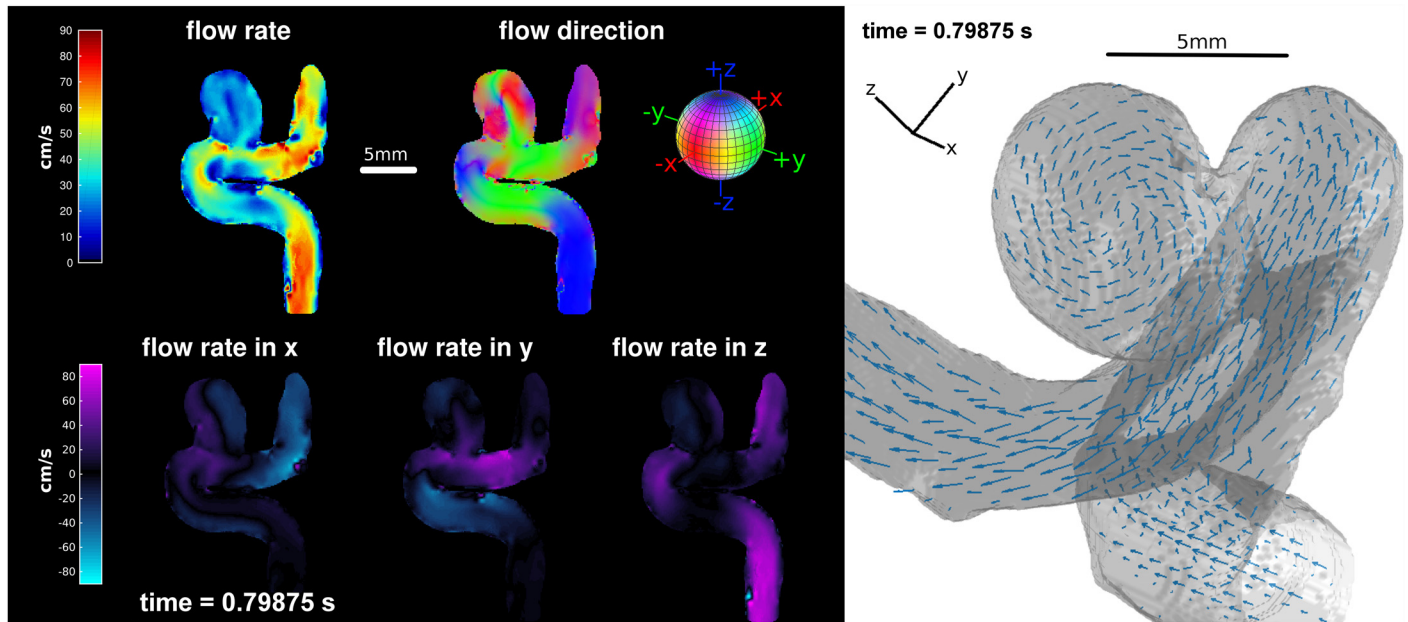 flow rate
flow direction
90
80
70
60
50
40
30
20
10
0
cm/s
5mm
+z
+x
-y
-x
+y
-z
flow rate in x
flow rate in y
flow rate in z
80
60
40
20
0
-20
-40
-60
-80
cm/s
time = 0.79875 s
time = 0.79875 s
5mm
z
y
x